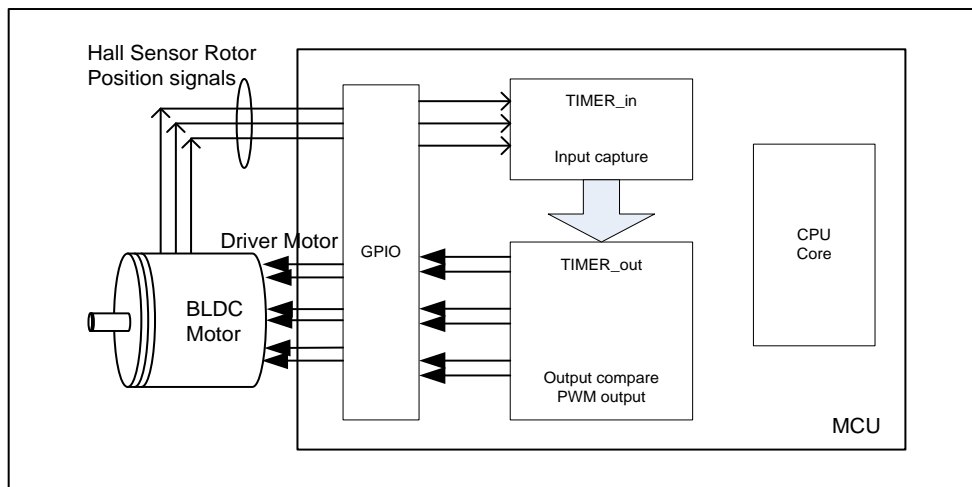 Hall Sensor Rotor
Position signals
TIMER_in
Input capture
Driver Motor
GPIO
TIMER_out
CPU
Core
BLDC
Motor
Output compare
PWM output
MCU